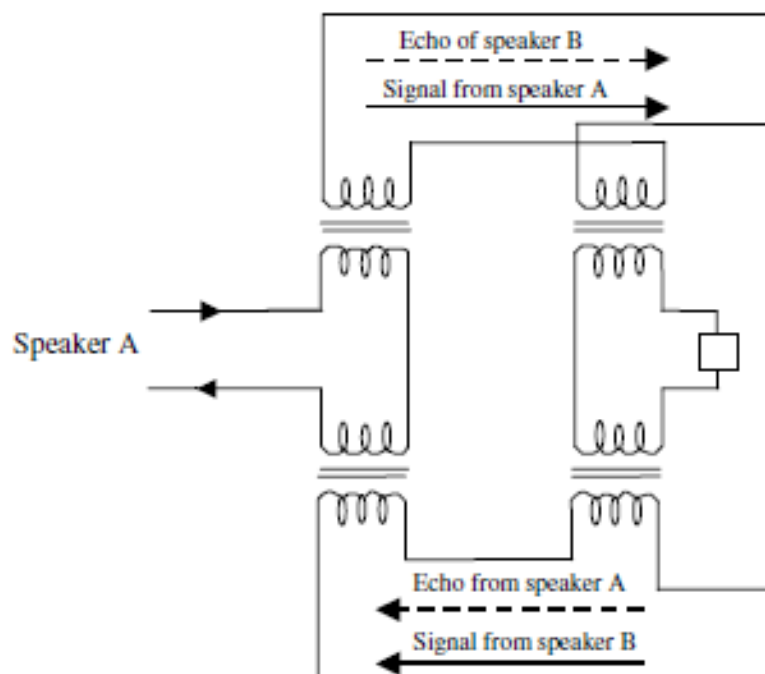 Echo of speaker B
Signal from speaker A
Speaker A
Echo from speaker A
Signal from speaker B